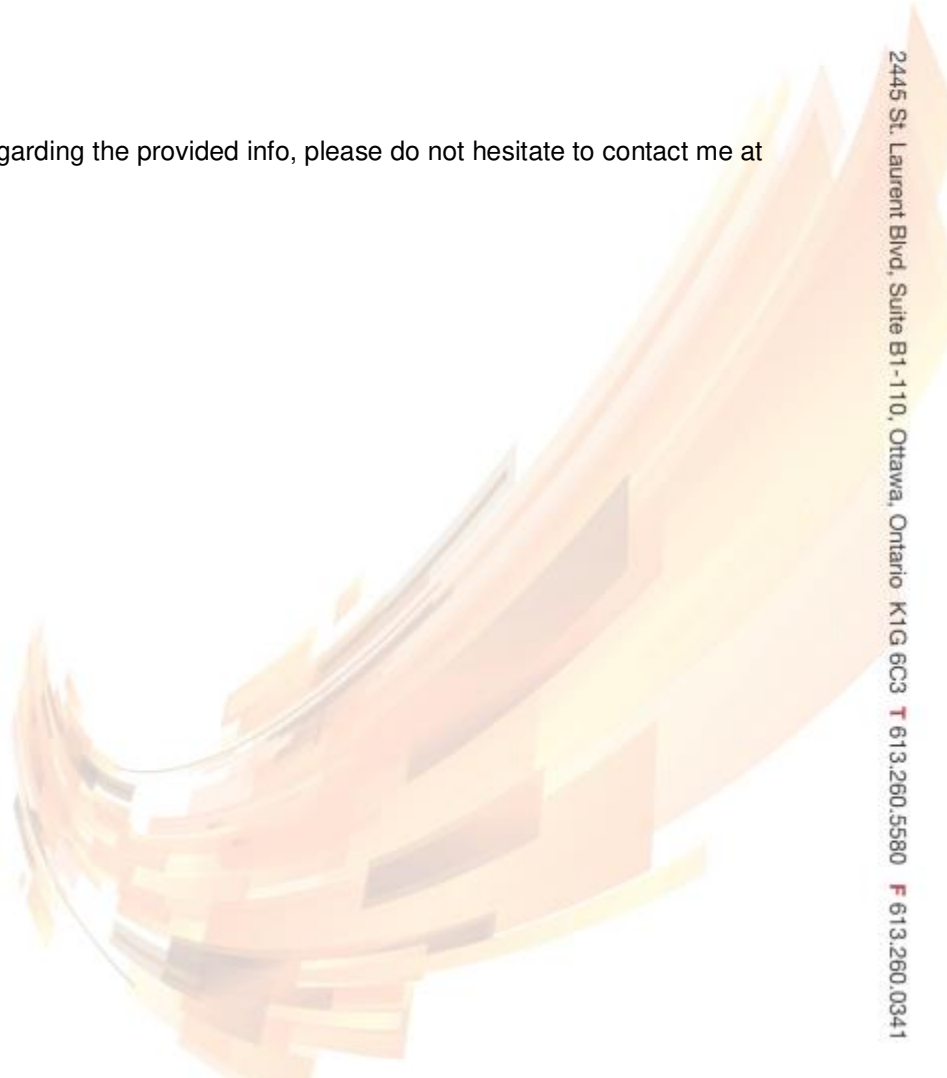 garding the provided info, please do not hesitate to contact me at
2445 St. Laurent Blvd, Suite B1-110, Ottawa, Ontario K1G 6C3 T 613.260.5580 F 613.260.0341